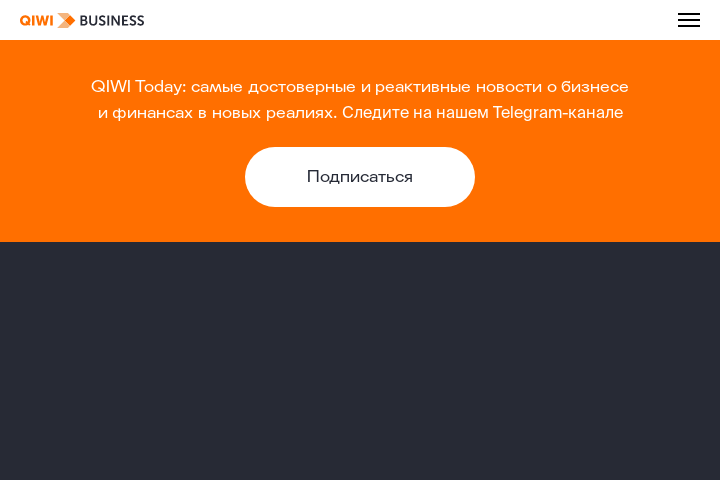 QIWI BUSINESS
QIWI Today: самые достоверные и реактивные новости о бизнесе
и финансах в новых реалиях. Следите на нашем Telegram-канале
Подписаться